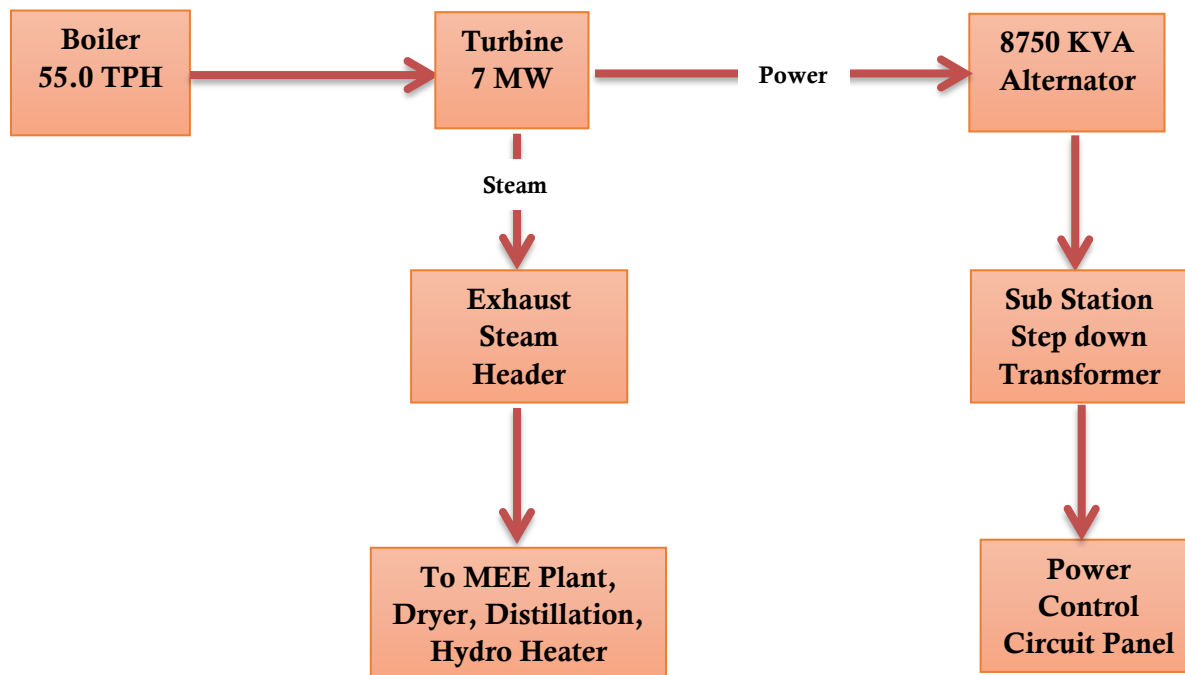 Boiler
55.0 TPH
Turbine
7 MW
Power
8750 KVA
Alternator
Steam
Exhaust
Steam
Header
Sub Station
Step down
Transformer
To MEE Plant,
Dryer, Distillation,
Hydro Heater
Power
Control
Circuit Panel